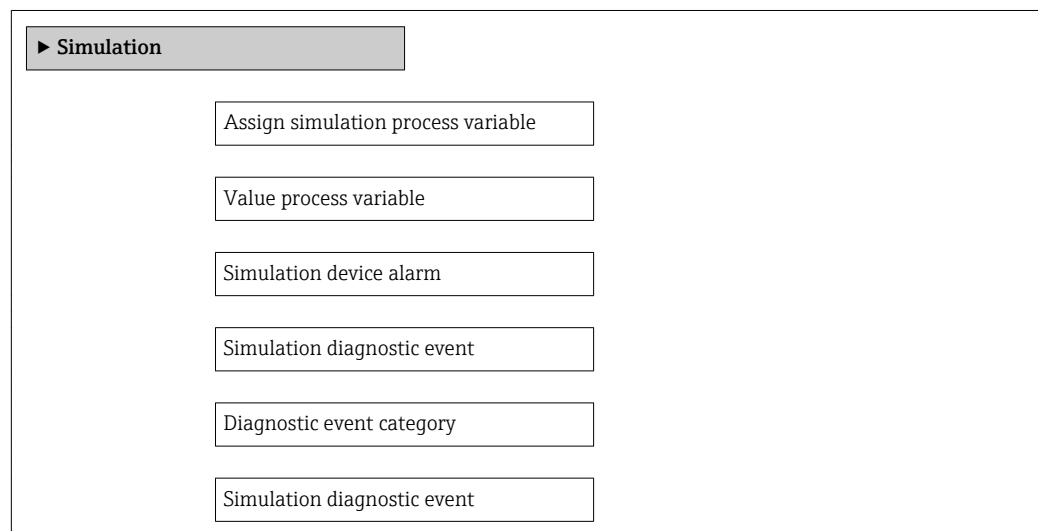 ▶ Simulation
Assign simulation process variable
Value process variable
Simulation device alarm
Simulation diagnostic event
Diagnostic event category
Simulation diagnostic event